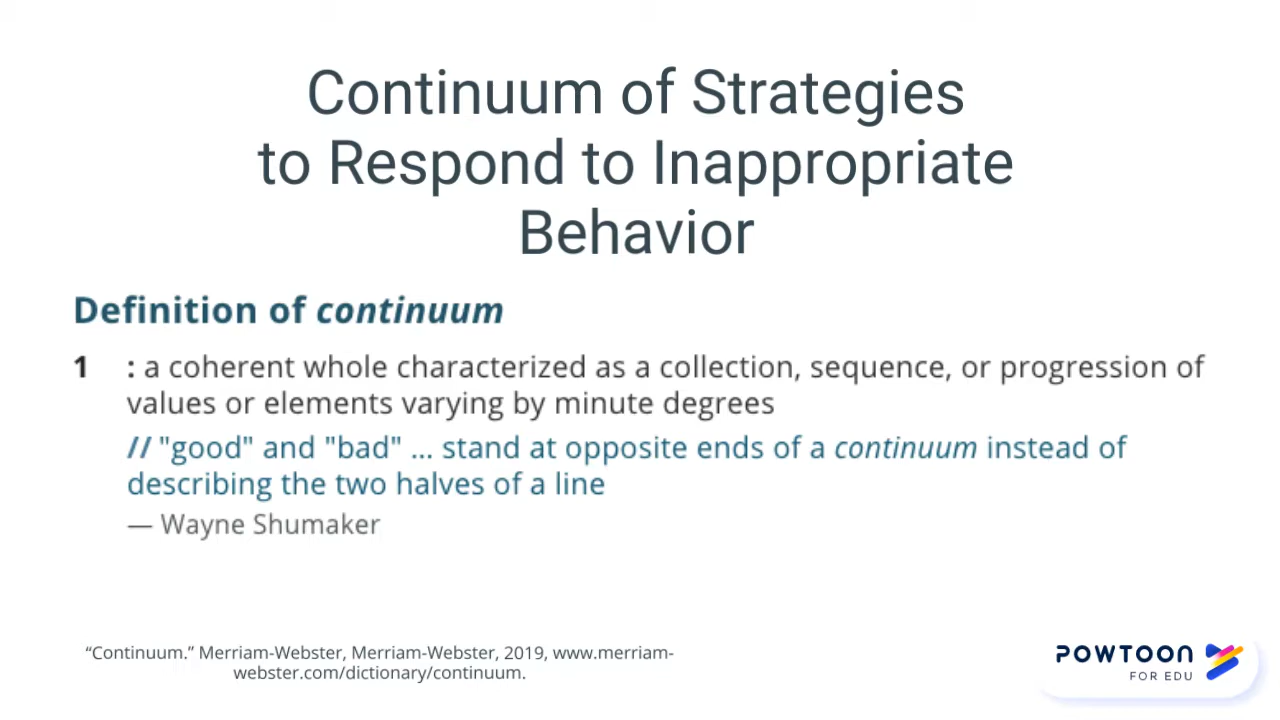 Continuum of Strategies
to Respond to Inappropriate
Behavior
Definition of continuum
1 : a coherent whole characterized as a collection, sequence, or progression of
values or elements varying by minute degrees
// "good" and "bad" ... stand at opposite ends of a continuum instead of
describing the two halves of a line
— Wayne Shumaker
“Continuum.” Merriam-Webster, Merriam-Webster, 2019, www.merriam-
webster.com/dictionary/continuum.
POWTOON
FOR EDU